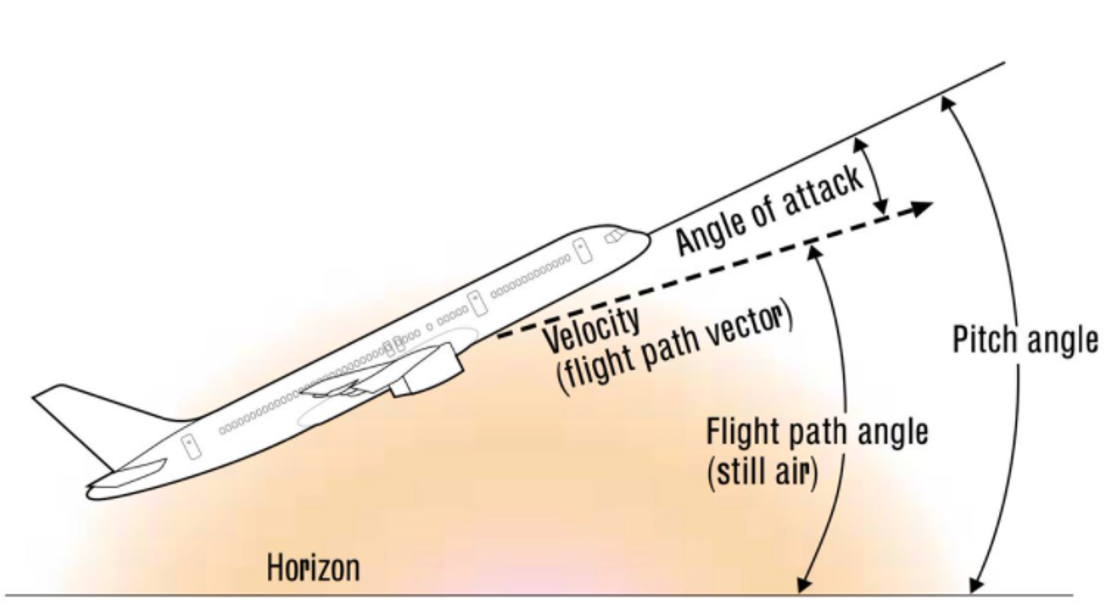 Angle of attack
Velocity
(flight path vector)
Pitch angle
Flight path angle
(still air)
Horizon